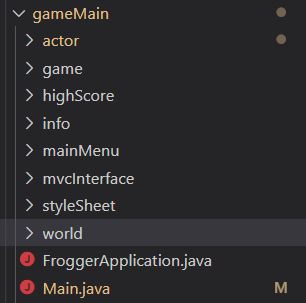 gameMain
actor
game
highScore
info
mainMenu
mvcInterface
styleSheet
world
J FroggerApplication.java
J Main.java M